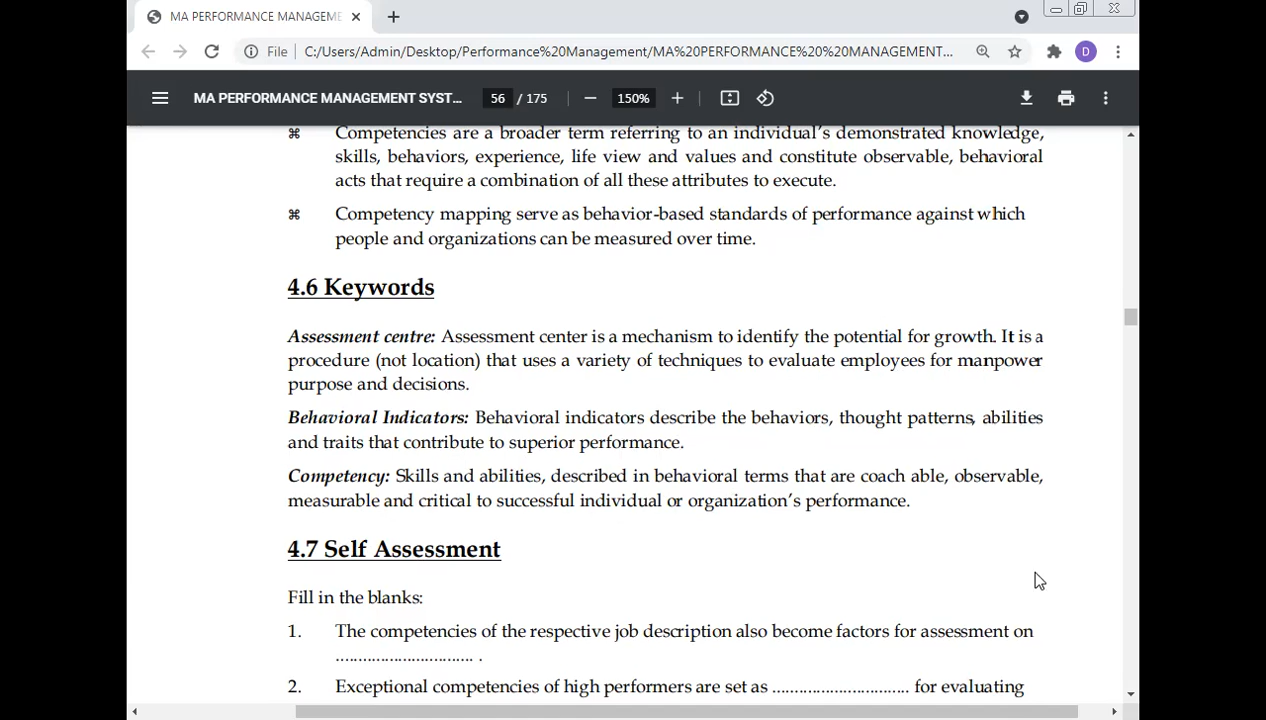 MA PERFORMANCE MANAGEME
File C:/Users/Admin/Desktop/Performance%20Management/MA%20PERFORMANCE%20%20MANAGEMENT... D
MA PERFORMANCE MANAGEMENT SYST... 56 / 175 150%
⌘ Competencies are a broader term referring to an individual's demonstrated knowledge,
skills, behaviors, experience, life view and values and constitute observable, behavioral
acts that require a combination of all these attributes to execute.
⌘ Competency mapping serve as behavior-based standards of performance against which
people and organizations can be measured over time.
4.6 Keywords
Assessment centre: Assessment center is a mechanism to identify the potential for growth. It is a
procedure (not location) that uses a variety of techniques to evaluate employees for manpower
purpose and decisions.
Behavioral Indicators: Behavioral indicators describe the behaviors, thought patterns, abilities
and traits that contribute to superior performance.
Competency: Skills and abilities, described in behavioral terms that are coach able, observable,
measurable and critical to successful individual or organization's performance.
4.7 Self Assessment
Fill in the blanks:
1. The competencies of the respective job description also become factors for assessment on
.............................. .
2. Exceptional competencies of high performers are set as .............................. for evaluating